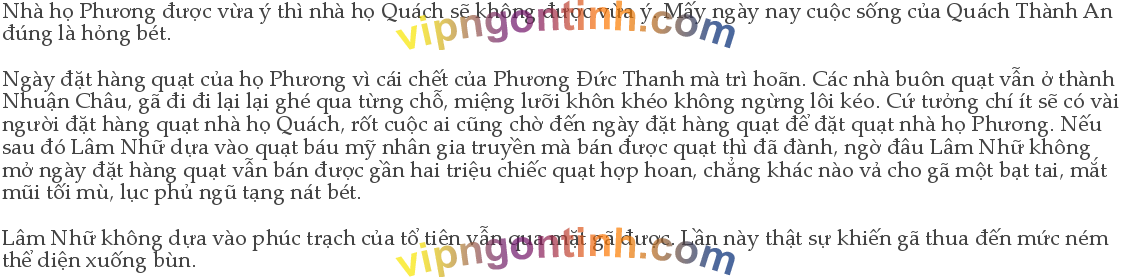 Nhà họ Phương được vừa ý thì nhà họ Quách sẽ không được vừa ý. Mấy ngày nay cuộc sống của Quách Thành An
đúng là hỏng bét.
Ngày đặt hàng quạt của họ Phương vì cái chết của Phương Đức Thanh mà trì hoãn. Các nhà buôn quạt vẫn ở thành
Nhuận Châu, gã đi đi lại lại ghé qua từng chỗ, miệng lưỡi khôn khéo không ngừng lôi kéo. Cứ tưởng chí ít sẽ có vài
người đặt hàng quạt nhà họ Quách, rốt cuộc ai cũng chờ đến ngày đặt hàng quạt để đặt quạt nhà họ Phương. Nếu
sau đó Lâm Nhữ dựa vào quạt báu mỹ nhân gia truyền mà bán được quạt thì đã đành, ngờ đâu Lâm Nhữ không
mở ngày đặt hàng quạt vẫn bán được gần hai triệu chiếc quạt hợp hoan, chẳng khác nào vả cho gã một bạt tai, mắt
mũi tối mù, lục phủ ngũ tạng nát bét.
Lâm Nhữ không dựa vào phúc trạch của tổ tiên vẫn qua mặt gã được. Lần này thật sự khiến gã thua đến mức ném
thể diện xuống bùn.
vipngontinh.com
vipngontinh.com